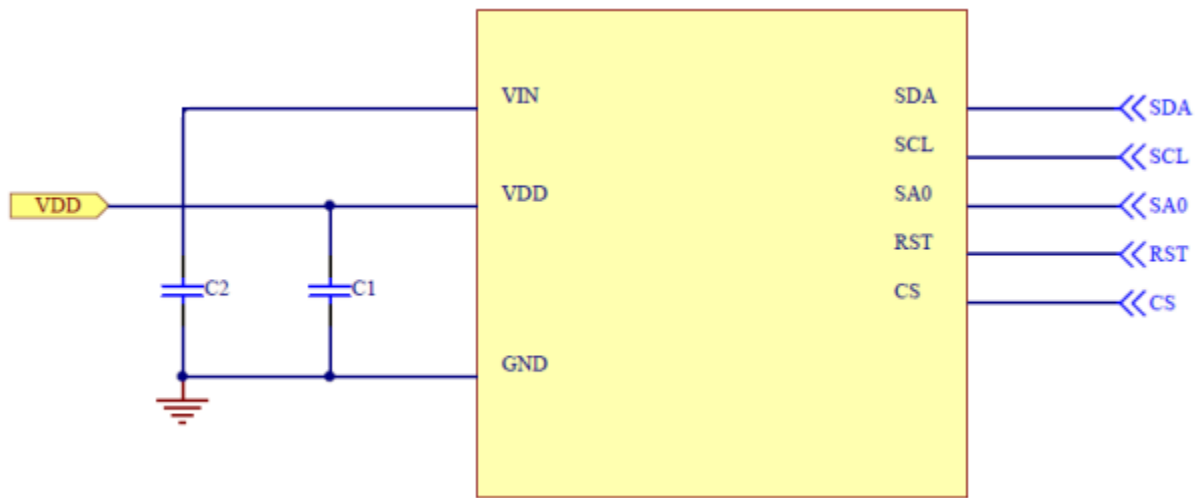 VIN
SDA
SDA
SCL
SCL
VDD
VDD
SA0
SA0
RST
RST
C2
C1
CS
CS
GND